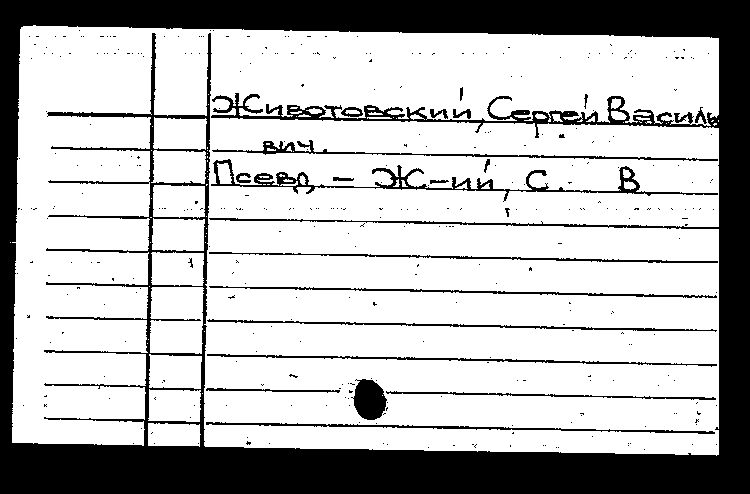 Животовский, Сергей Василь
вич.
Псевд. – Ж-ий, С. В